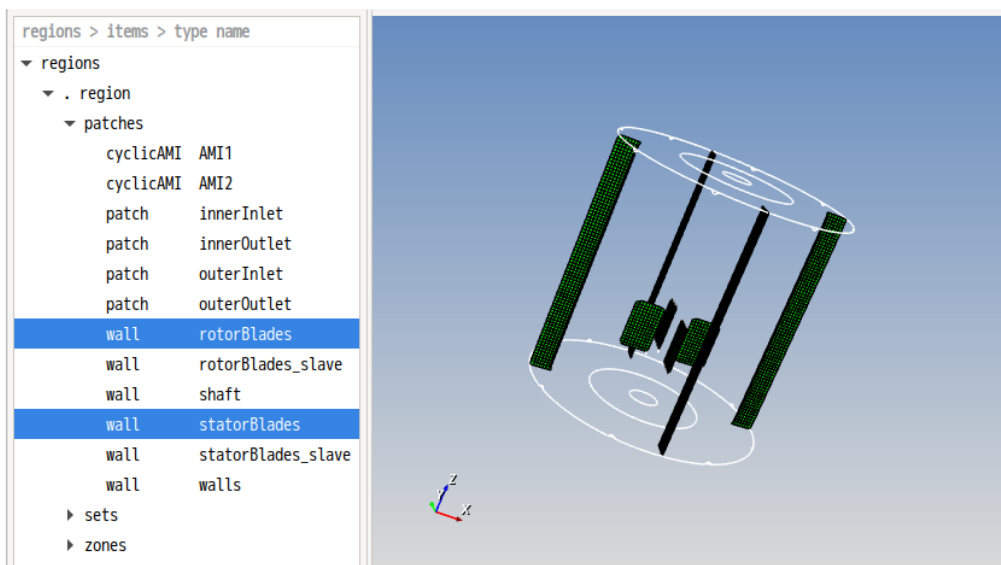 regions > items > type name
regions
. region
patches
cyclicAMI AMI1
cyclicAMI AMI2
patch innerInlet
patch innerOutlet
patch outerInlet
patch outerOutlet
wall rotorBlades
wall rotorBlades_slave
wall shaft
wall statorBlades
wall statorBlades_slave
wall walls
sets
zones
Z
Y
X